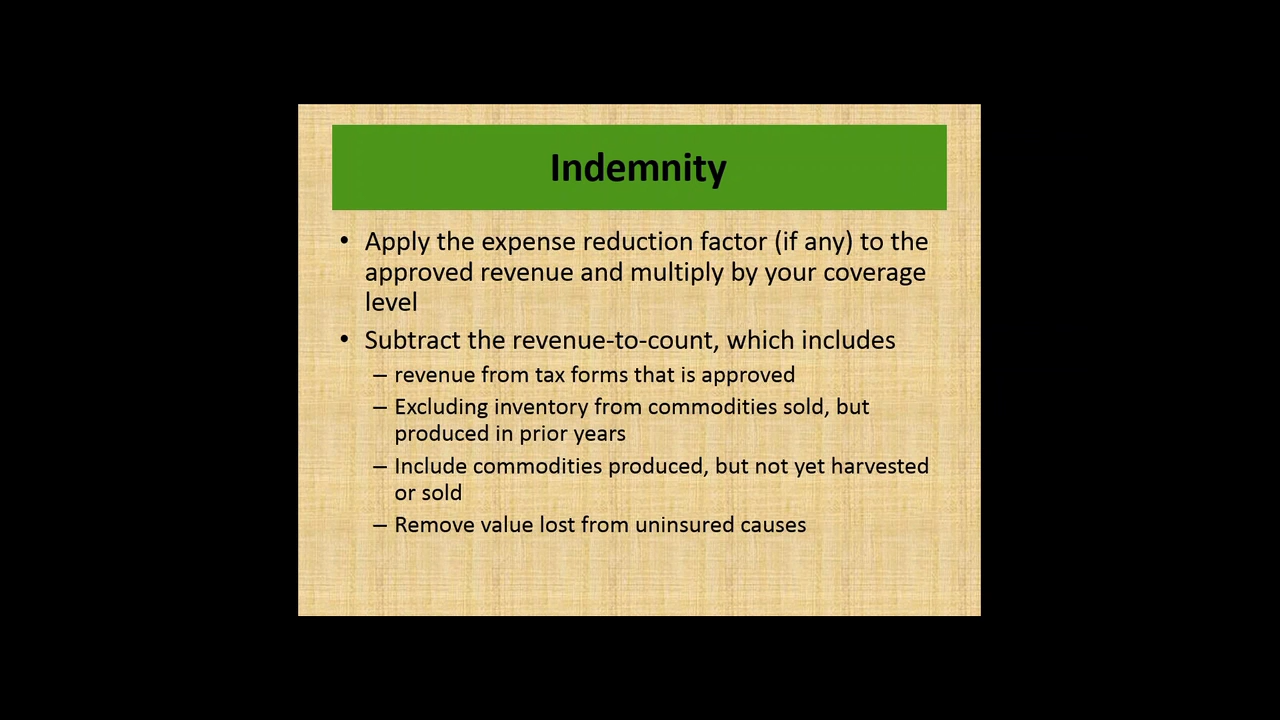 Indemnity
• Apply the expense reduction factor (if any) to the
approved revenue and multiply by your coverage
level
• Subtract the revenue-to-count, which includes
– revenue from tax forms that is approved
– Excluding inventory from commodities sold, but
produced in prior years
– Include commodities produced, but not yet harvested
or sold
– Remove value lost from uninsured causes